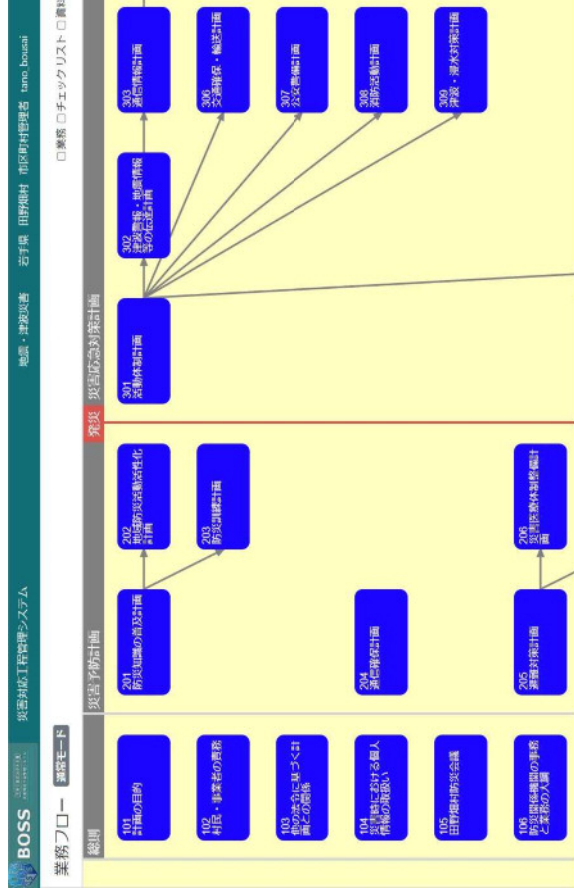 BOSS
災害対応工程管理システム
地震・津波災害
岩手県 田野畑村 市区町村管理者 tano_bousai
業務フロー 通常モード
□ 業務 □ チェックリスト □ 資料
総則
災害予防計画
発災
災害応急対策計画
101
計画の目的
102
村民・事業者の責務
103
他の法令に基づく計
画との関係
104
災害時における個人
情報の取扱い
105
田野畑村防災会議
106
防災関係機関の事務
と業務の大綱
201
防災知識の普及計画
202
地域防災活動活性化
計画
203
防災訓練計画
204
通信確保計画
205
避難対策計画
206
災害医療体制整備計
画
301
活動体制計画
302
津波警報・地震情報
等の伝達計画
303
通信情報計画
306
交通確保・輸送計画
307
公安警備計画
308
消防活動計画
309
津波・浸水対策計画